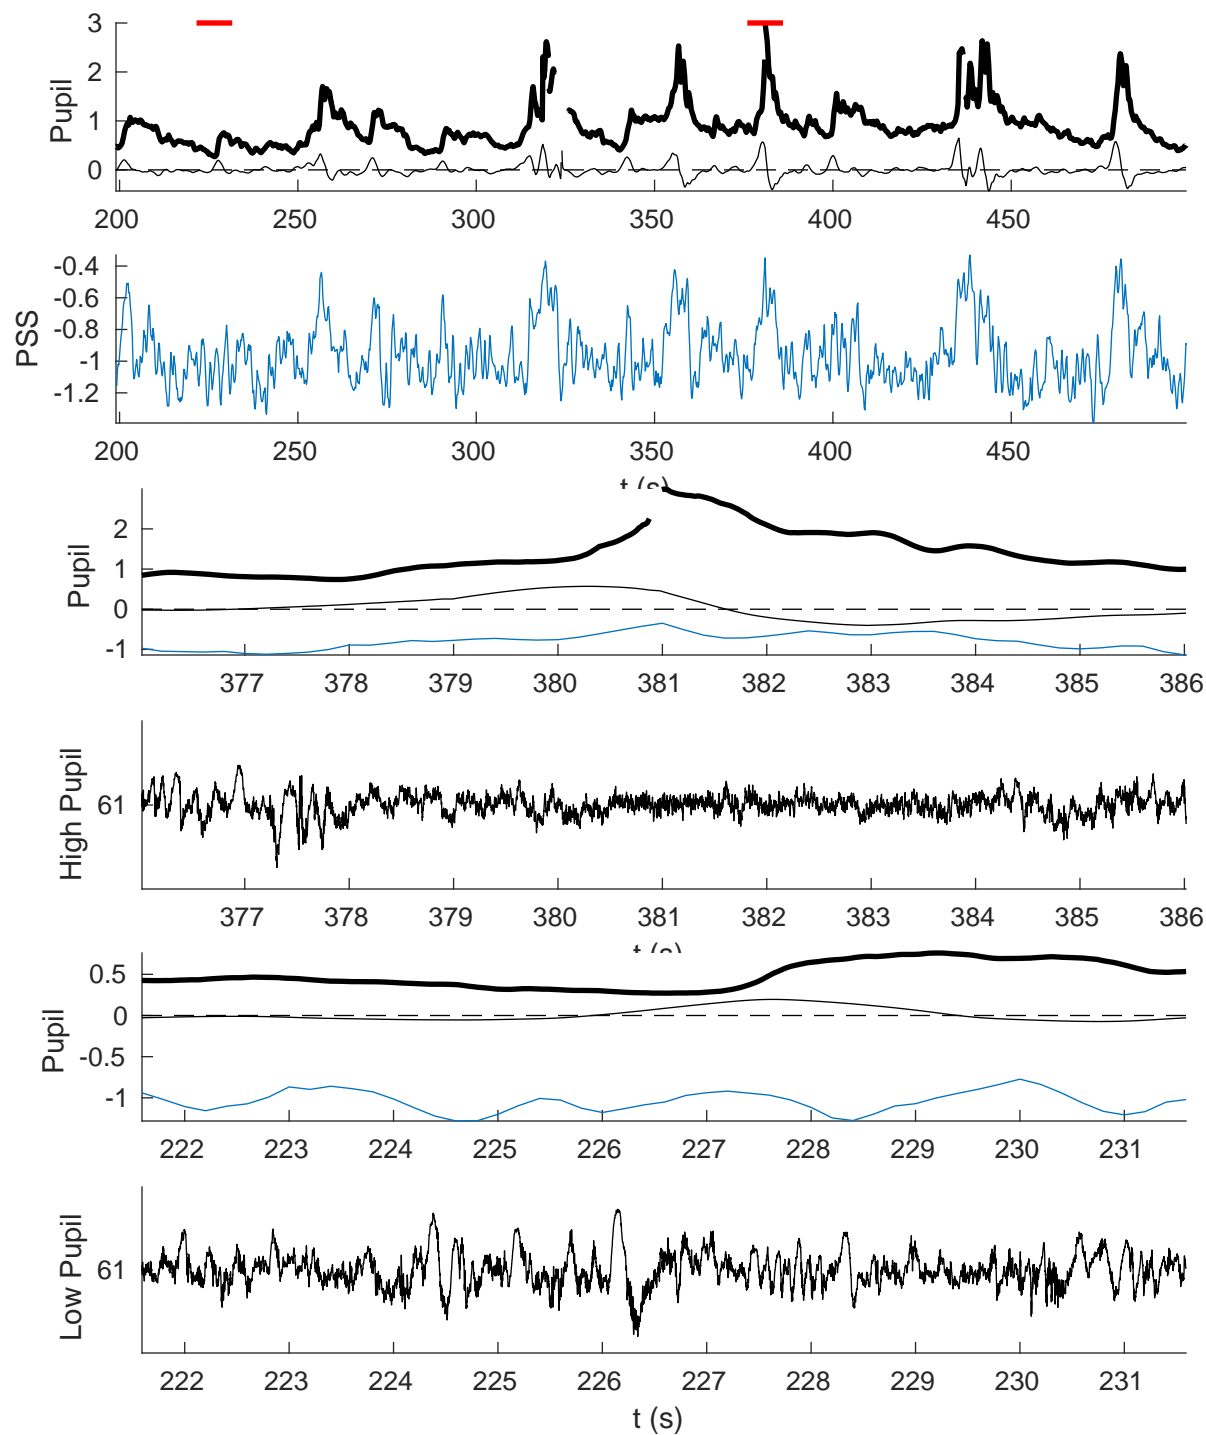 Pupil
3
2
1
0
200 250 300 350 400 450
PSS
-0.4
-0.6
-0.8
-1
-1.2
200 250 300 350 400 450
t (s)
Pupil
2
1
0
-1
377 378 379 380 381 382 383 384 385 386
High Pupil
61
377 378 379 380 381 382 383 384 385 386
t (s)
Pupil
0.5
0
-0.5
-1
222 223 224 225 226 227 228 229 230 231
Low Pupil
61
222 223 224 225 226 227 228 229 230 231
t (s)